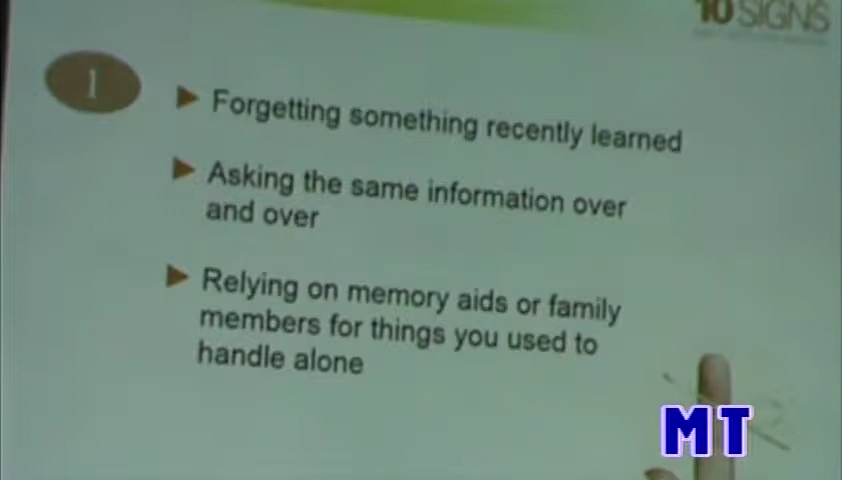 10 SIGNS
1
Forgetting something recently learned
Asking the same information over
and over
Relying on memory aids or family
members for things you used to
handle alone
MT